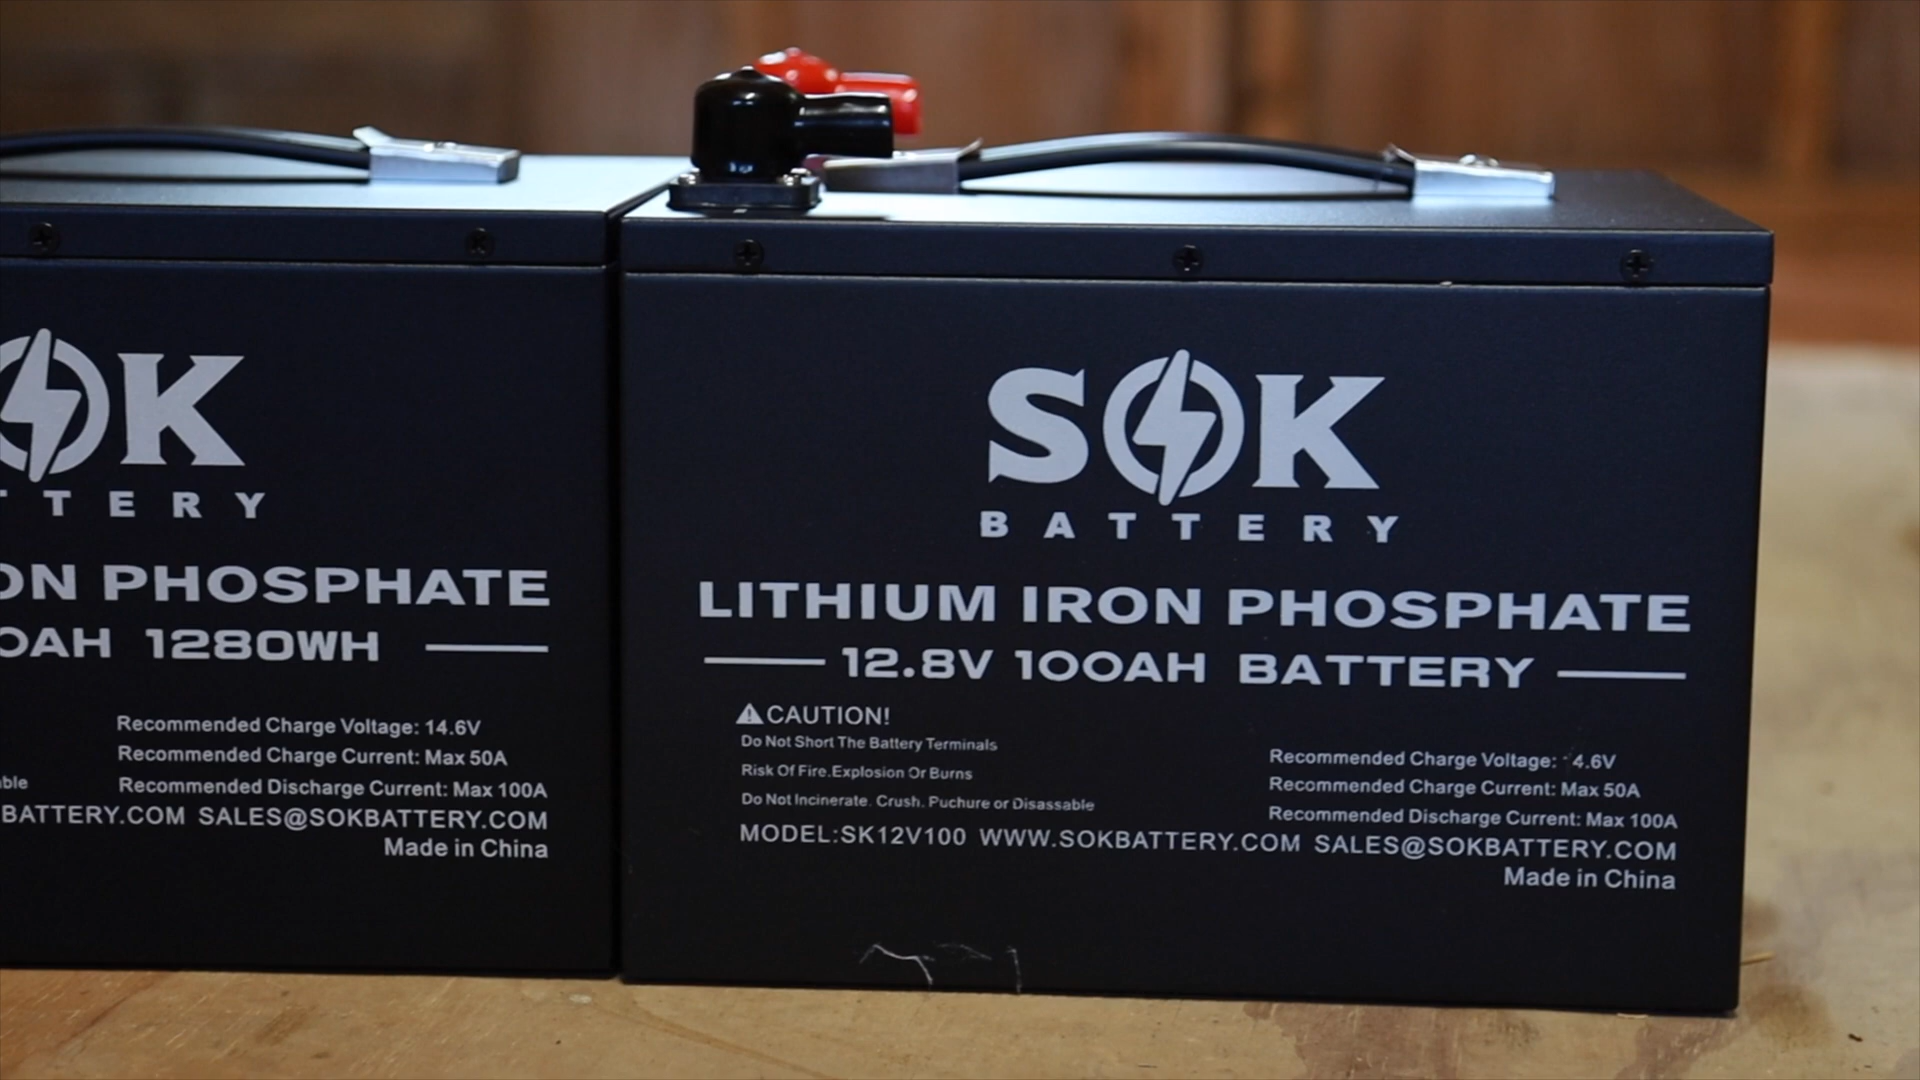 OK
TTERY
ON PHOSPHATE
0AH 1280WH
Recommended Charge Voltage: 14.6V
Recommended Charge Current: Max 50A
able Recommended Discharge Current: Max 100A
BATTERY.COM SALES@SOKBATTERY.COM
Made in China
SOK
BATTERY
LITHIUM IRON PHOSPHATE
12.8V 100AH BATTERY
CAUTION!
Do Not Short The Battery Terminals
Risk Of Fire.Explosion Or Burns
Do Not Incinerate. Crush. Puchure or Disassable
Recommended Charge Voltage: 4.6V
Recommended Charge Current: Max 50A
Recommended Discharge Current: Max 100A
MODEL:SK12V100 WWW.SOKBATTERY.COM SALES@SOKBATTERY.COM
Made in China